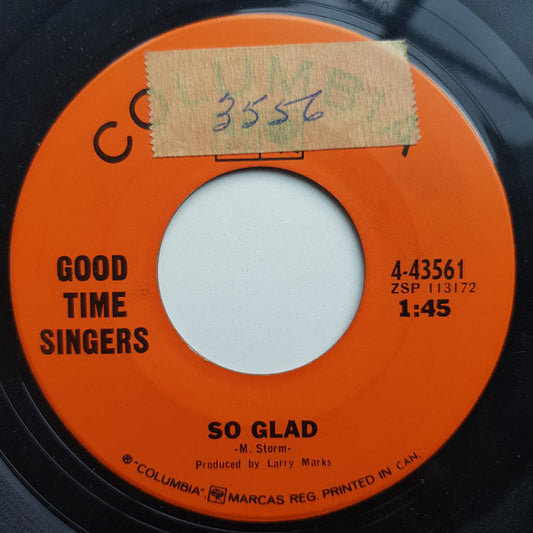 COLUMBIA
3556
GOOD
TIME
SINGERS
4-43561
ZSP 113172
1:45
SO GLAD
-M. Storm-
Produced by Larry Marks
® "COLUMBIA", MARCAS REG. PRINTED IN CAN.